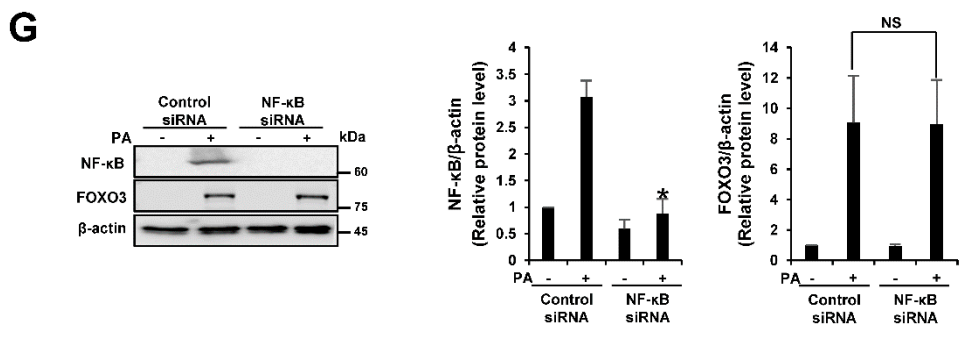 G
Control siRNA
NF-κB siRNA
PA - + - + kDa
NF-κB
60
FOXO3
75
β-actin
45
NF-κB/β-actin
(Relative protein level)
4
3.5
3
2.5
2
1.5
1
0.5
0
*
PA - + - +
Control siRNA
NF-κB siRNA
FOXO3/β-actin
(Relative protein level)
14
12
10
8
6
4
2
0
NS
PA - + - +
Control siRNA
NF-κB siRNA